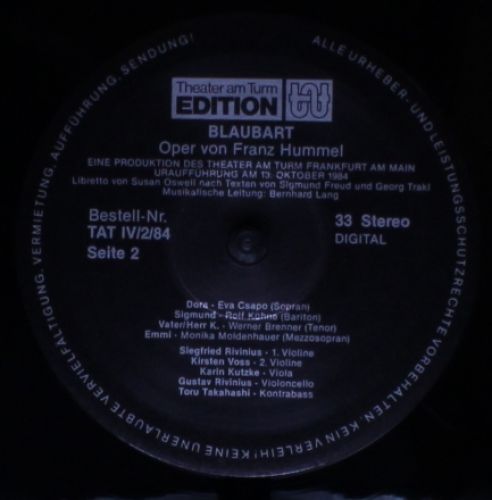 ALLE URHEBER- UND LEISTUNGSSCHUTZRECHTE VORBEHALTEN. KEIN VERLEIH! KEINE UNERLAUBTE VERVIELFÄLTIGUNG, VERMIETUNG, AUFFÜHRUNG, SENDUNG!
Theater am Turm
EDITION tat
BLAUBART
Oper von Franz Hummel
EINE PRODUKTION DES THEATER AM TURM FRANKFURT AM MAIN
URAUFFÜHRUNG AM 13. OKTOBER 1984
Libretto von Susan Oswell nach Texten von Sigmund Freud und Georg Trakl
Musikalische Leitung: Bernhard Lang
Bestell-Nr. 33 Stereo
TAT IV/2/84 DIGITAL
Seite 2
Dora - Eva Csapo (Sopran)
Sigmund - Rolf Kühne (Bariton)
Vater/Herr K. - Werner Brenner (Tenor)
Emmi - Monika Moldenhauer (Mezzosopran)
Siegfried Rivinius - 1. Violine
Kirsten Voss - 2. Violine
Karin Kutzke - Viola
Gustav Rivinius - Violoncello
Toru Takahashi - Kontrabass